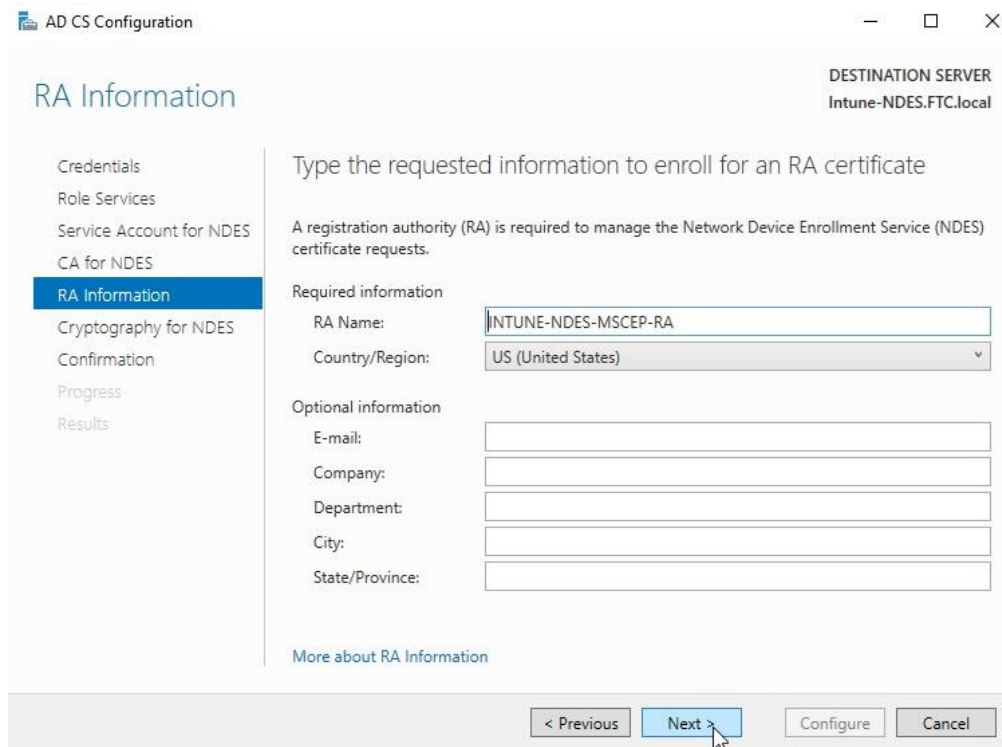 AD CS Configuration
DESTINATION SERVER
Intune-NDES.FTC.local
RA Information
Credentials
Role Services
Service Account for NDES
CA for NDES
RA Information
Cryptography for NDES
Confirmation
Progress
Results
Type the requested information to enroll for an RA certificate
A registration authority (RA) is required to manage the Network Device Enrollment Service (NDES)
certificate requests.
Required information
RA Name: INTUNE-NDES-MSCEP-RA
Country/Region: US (United States)
Optional information
E-mail:
Company:
Department:
City:
State/Province:
More about RA Information
< Previous Next > Configure Cancel